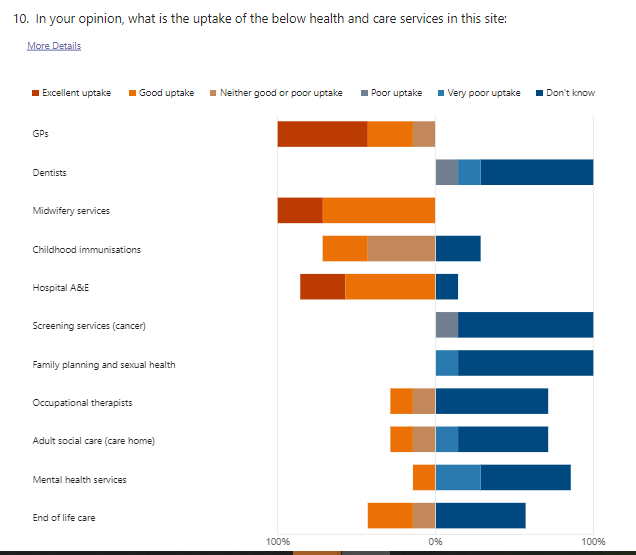 10. In your opinion, what is the uptake of the below health and care services in this site:
More Details
Excellent uptake Good uptake Neither good or poor uptake Poor uptake Very poor uptake Don't know
GPs
Dentists
Midwifery services
Childhood immunisations
Hospital A&E
Screening services (cancer)
Family planning and sexual health
Occupational therapists
Adult social care (care home)
Mental health services
End of life care
100% 0% 100%